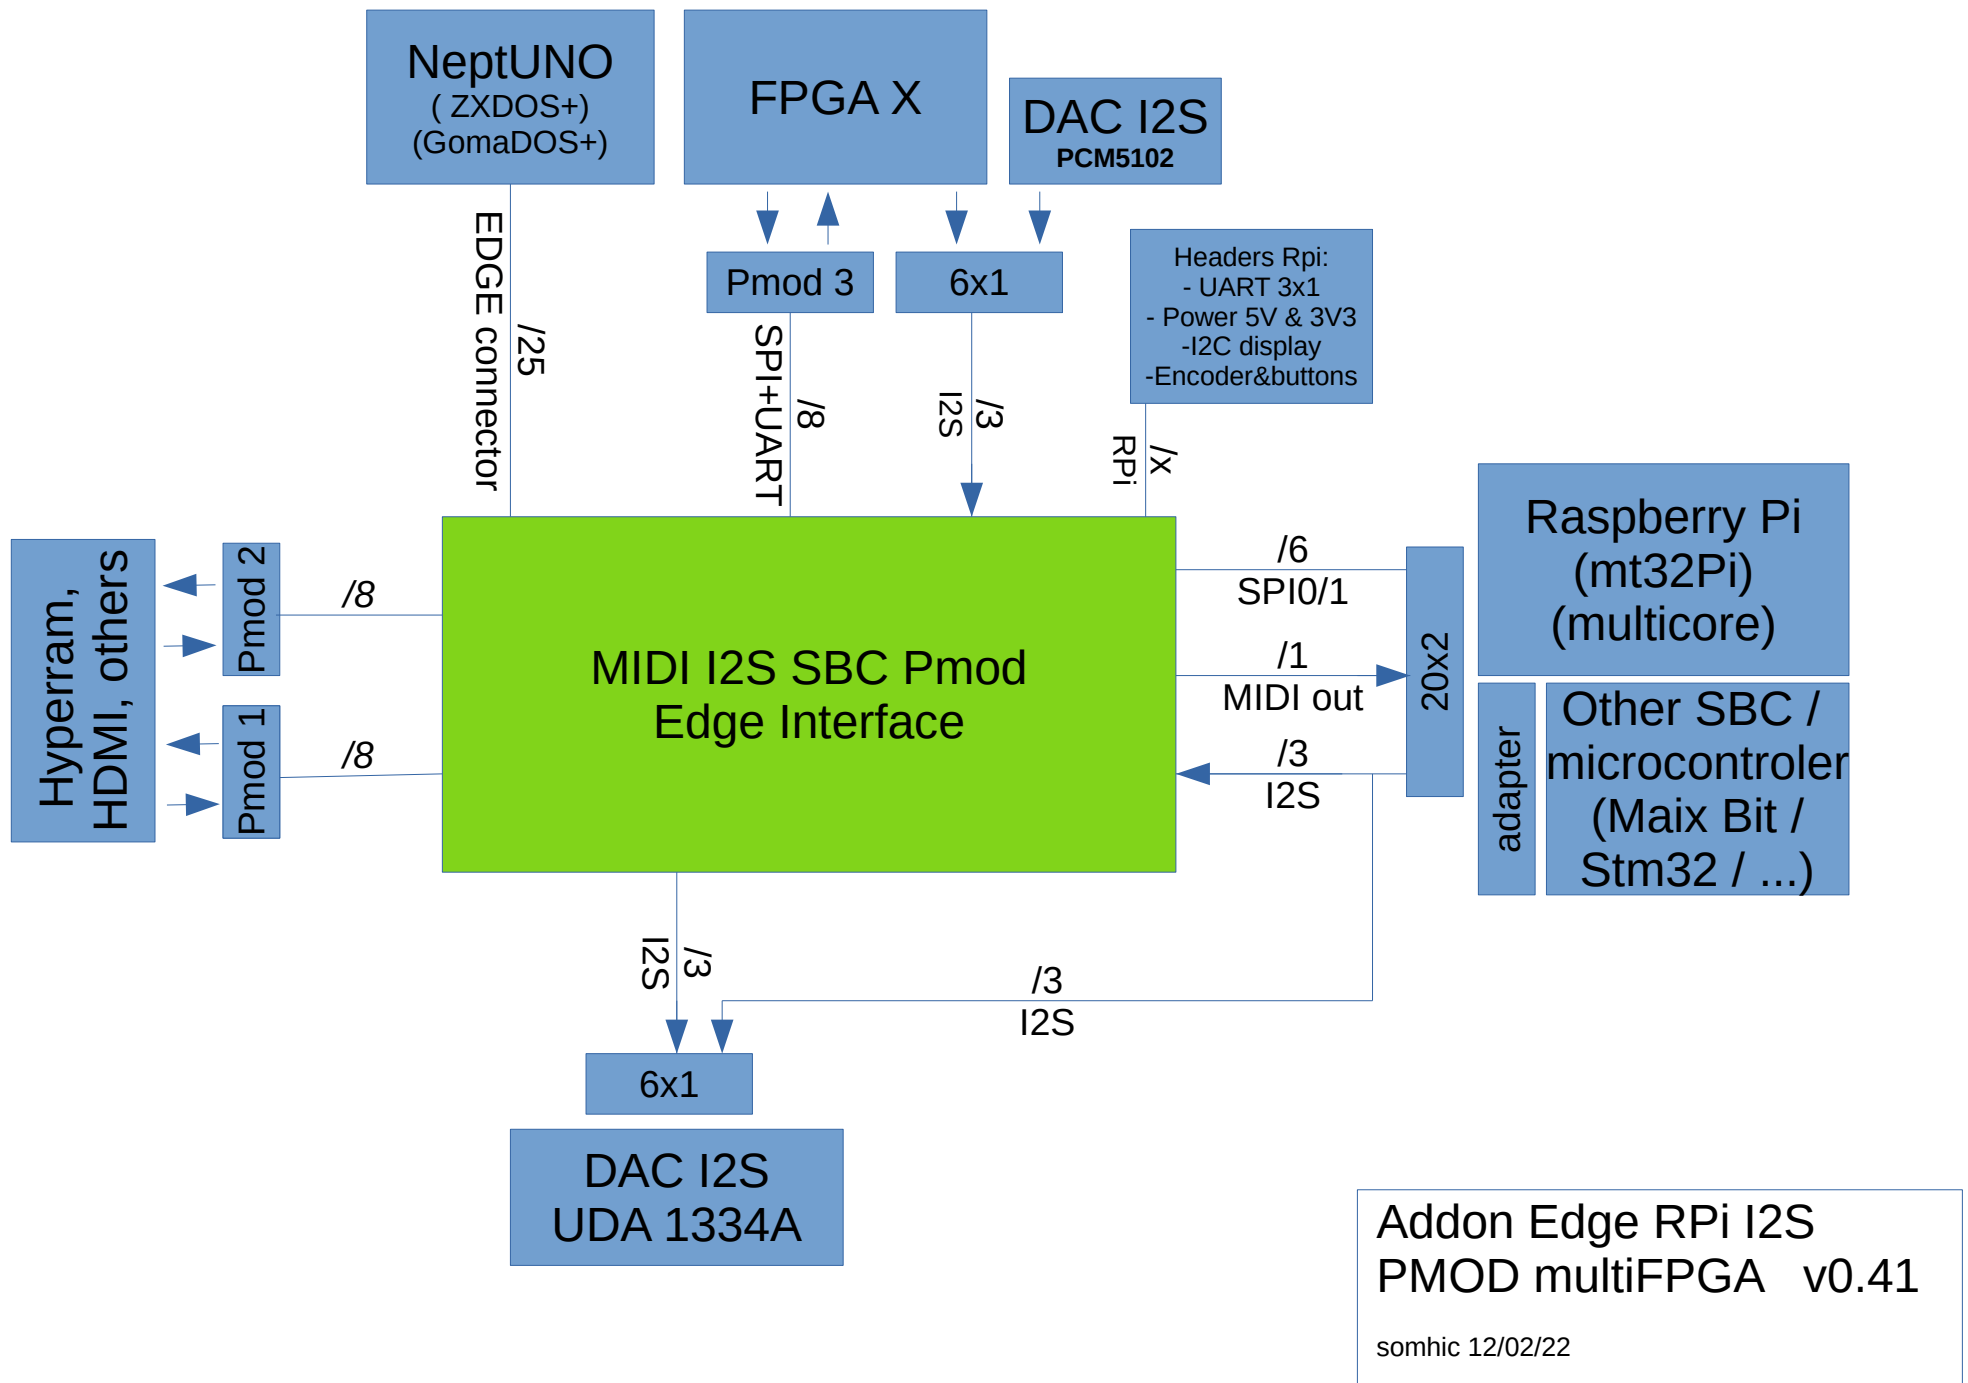 NeptUNO
( ZXDOS+)
(GomaDOS+)
FPGA X
DAC I2S
PCM5102
EDGE connector
/25
Pmod 3
6x1
Headers Rpi:
- UART 3x1
- Power 5V & 3V3
-I2C display
-Encoder&buttons
SPI+UART
/8
I2S
/3
RPi
/x
Hyperram,
HDMI, others
Pmod 2
/8
Pmod 1
/8
MIDI I2S SBC Pmod
Edge Interface
/6
SPI0/1
/1
MIDI out
/3
I2S
20x2
Raspberry Pi
(mt32Pi)
(multicore)
adapter
Other SBC /
microcontroler
(Maix Bit /
Stm32 / ...)
I2S
/3
/3
I2S
6x1
DAC I2S
UDA 1334A
Addon Edge RPi I2S
PMOD multiFPGA   v0.41
somhic 12/02/22